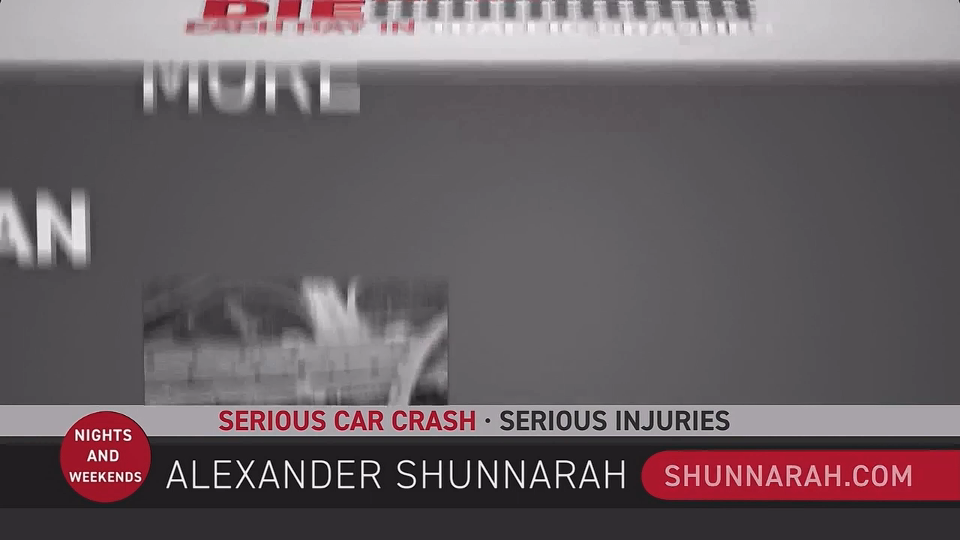 DIE
MORE
AN
SERIOUS CAR CRASH · SERIOUS INJURIES
NIGHTS
AND
WEEKENDS
ALEXANDER SHUNNARAH
SHUNNARAH.COM